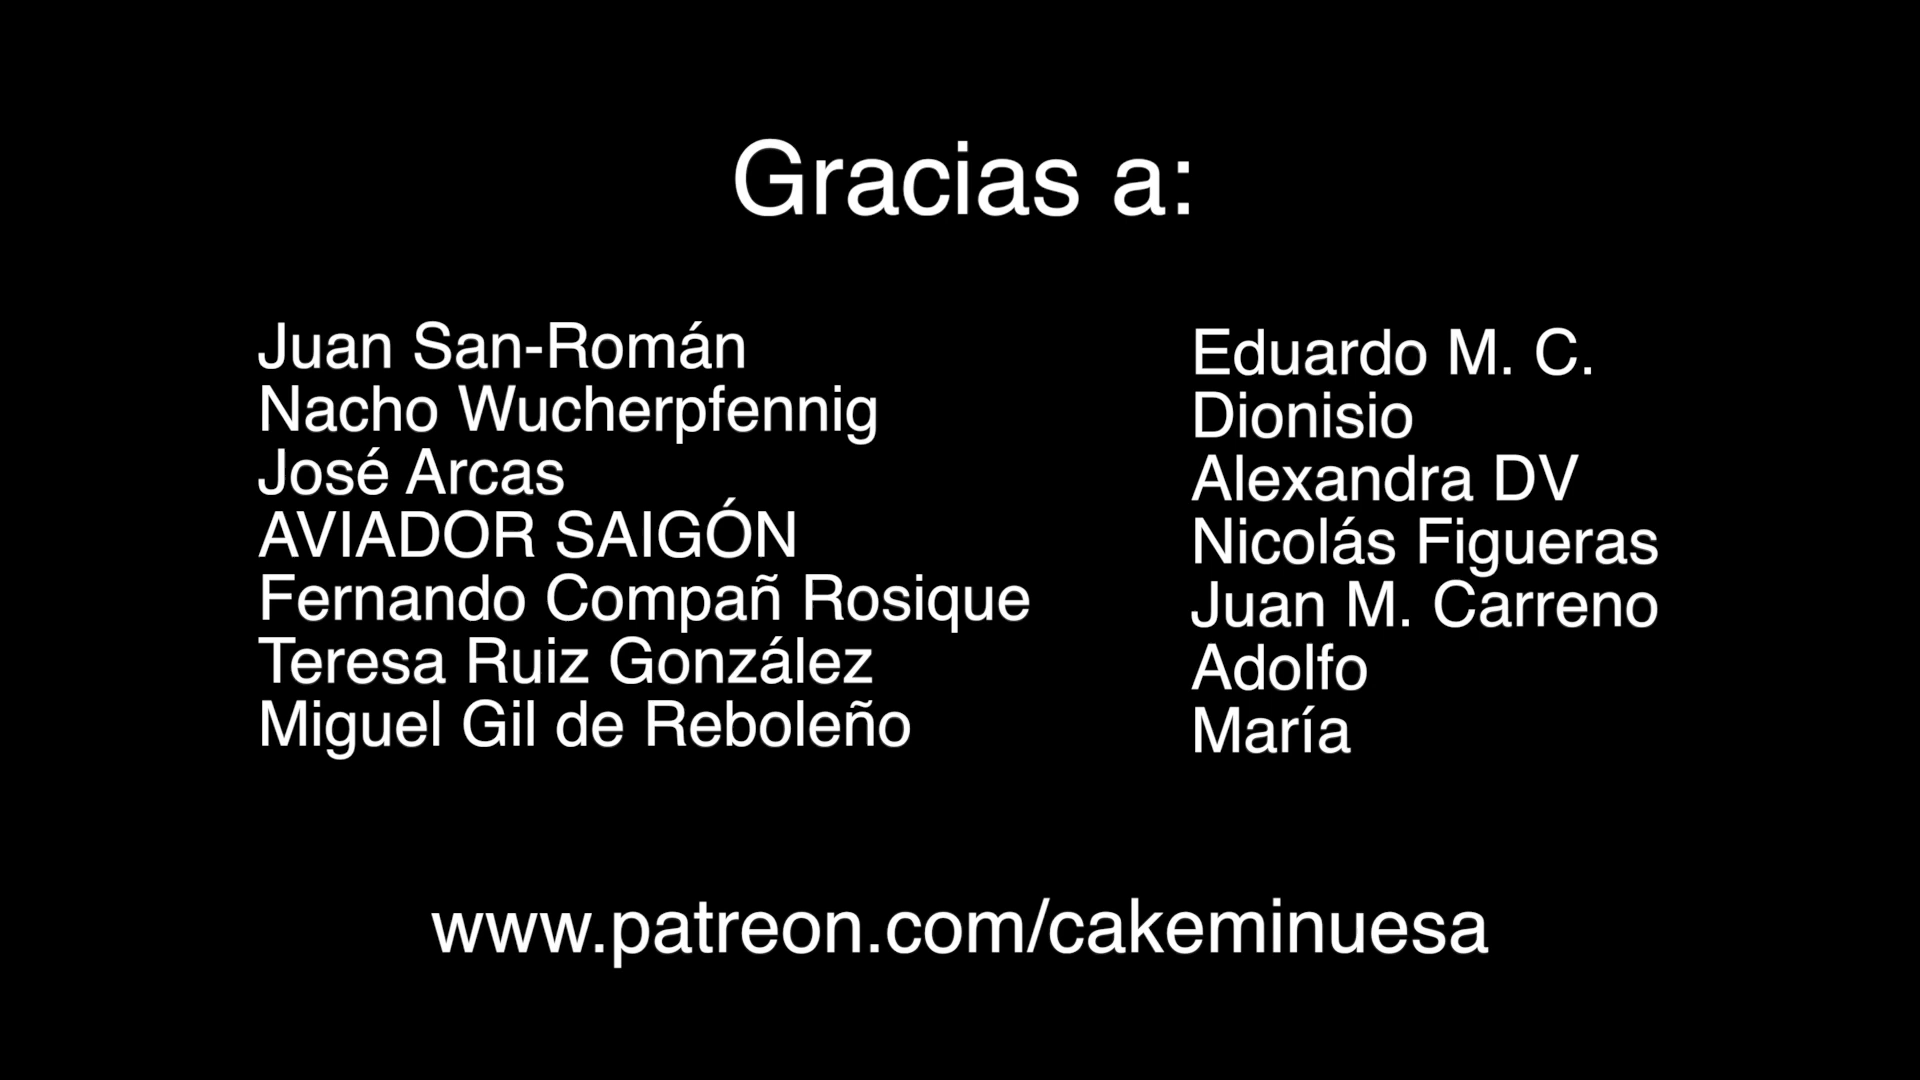 Gracias a:
Juan San-Román
Nacho Wucherpfennig
José Arcas
AVIADOR SAIGÓN
Fernando Compañ Rosique
Teresa Ruiz González
Miguel Gil de Reboleño
Eduardo M. C.
Dionisio
Alexandra DV
Nicolás Figueras
Juan M. Carreno
Adolfo
María
www.patreon.com/cakeminuesa